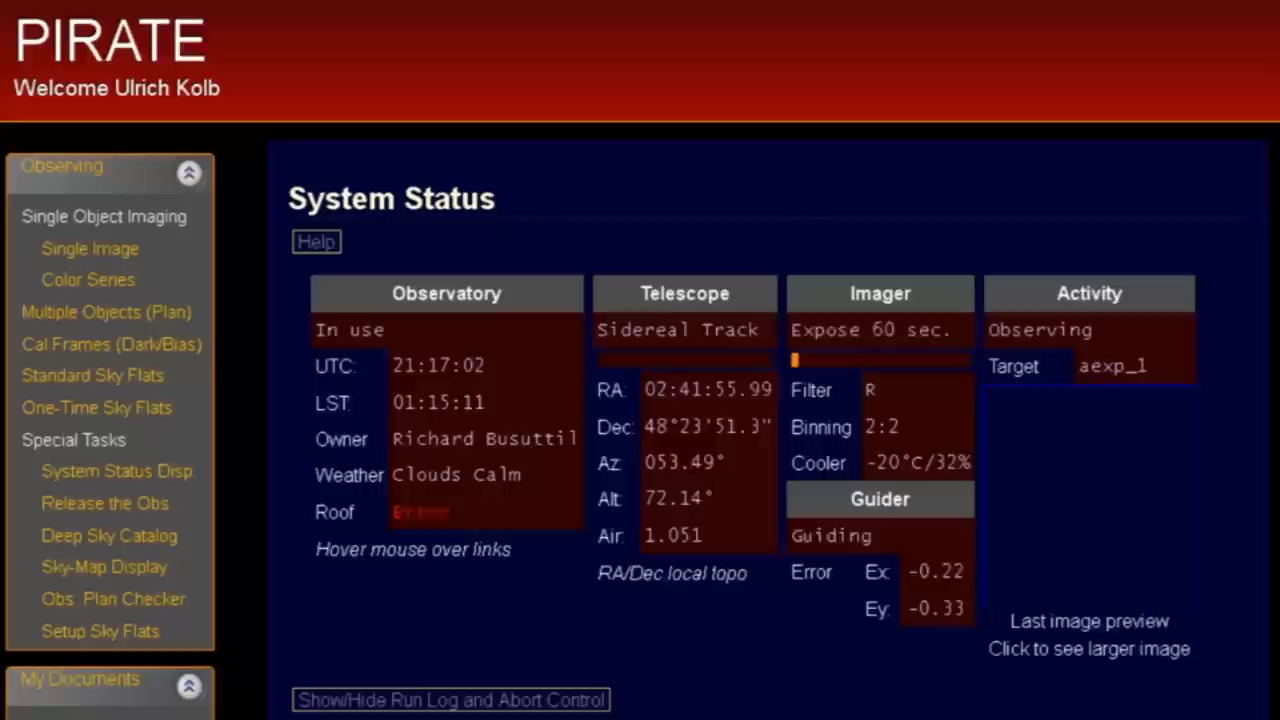 PIRATE
Welcome Ulrich Kolb
Observing
Single Object Imaging
Single Image
Color Series
Multiple Objects (Plan)
Cal Frames (Dark/Bias)
Standard Sky Flats
One-Time Sky Flats
Special Tasks
System Status Disp
Release the Obs
Deep Sky Catalog
Sky-Map Display
Obs Plan Checker
Setup Sky Flats
My Documents
System Status
Help
Observatory
In use
UTC: 21:17:02
LST: 01:15:11
Owner Richard Busuttil
Weather Clouds Calm
Roof Error
Hover mouse over links
Telescope
Sidereal Track
RA: 02:41:55.99
Dec: 48°23'51.3"
Az: 053.49°
Alt: 72.14°
Air: 1.051
RA/Dec local topo
Imager
Expose 60 sec.
Filter R
Binning 2:2
Cooler -20°C/32%
Guider
Guiding
Error Ex: -0.22
Ey: -0.33
Activity
Observing
Target aexp_1
Last image preview
Click to see larger image
Show/Hide Run Log and Abort Control